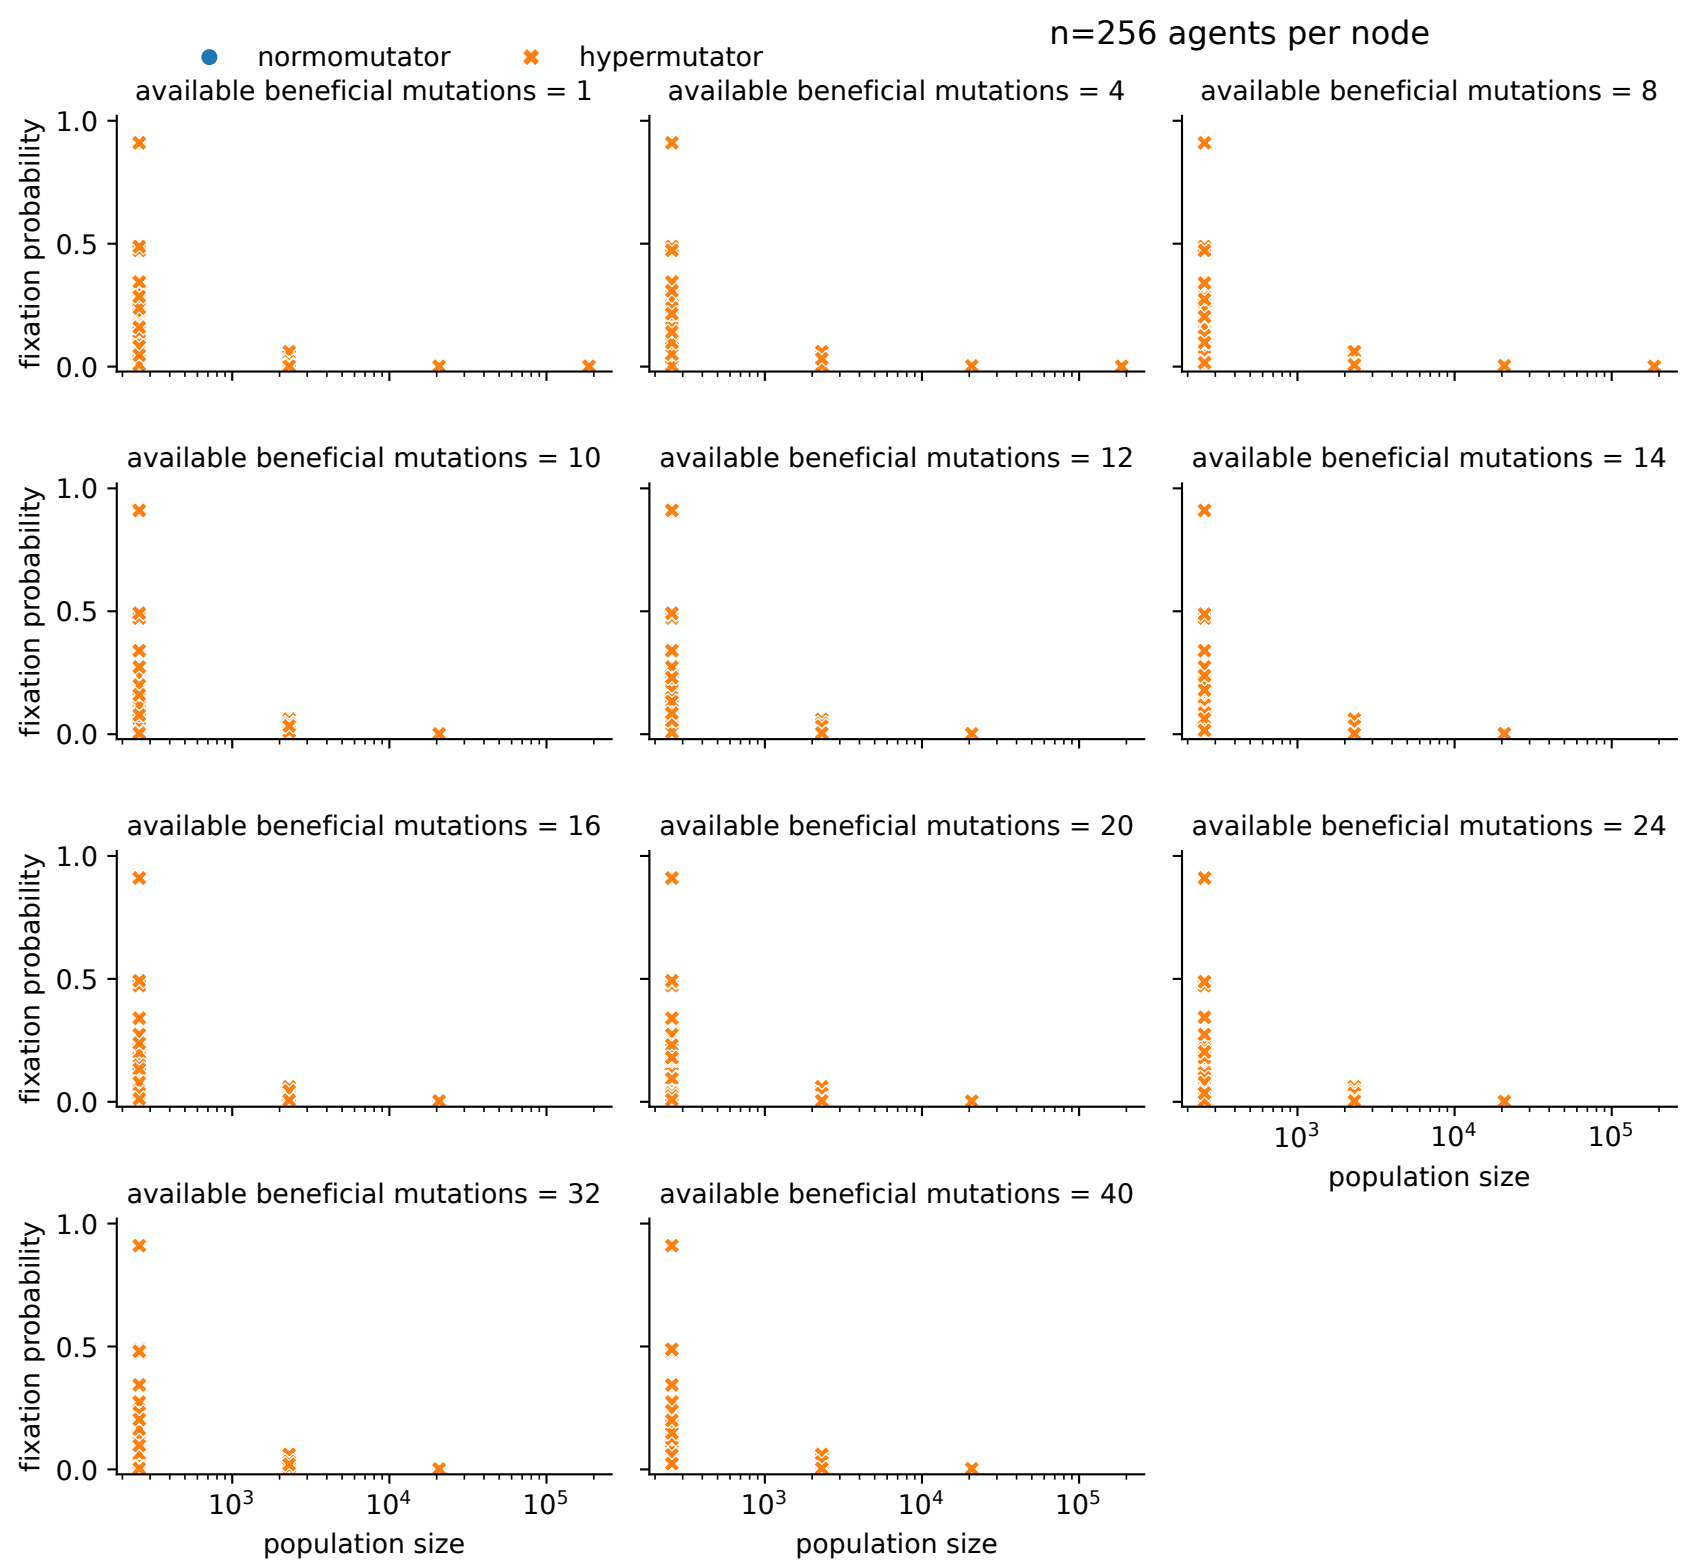 n=256 agents per node
normomutator hypermutator
available beneficial mutations = 1
available beneficial mutations = 4
available beneficial mutations = 8
fixation probability
1.0
0.5
0.0
available beneficial mutations = 10
available beneficial mutations = 12
available beneficial mutations = 14
fixation probability
1.0
0.5
0.0
available beneficial mutations = 16
available beneficial mutations = 20
available beneficial mutations = 24
fixation probability
1.0
0.5
0.0
10³ 10⁴ 10⁵
population size
available beneficial mutations = 32
available beneficial mutations = 40
fixation probability
1.0
0.5
0.0
10³ 10⁴ 10⁵
population size
10³ 10⁴ 10⁵
population size